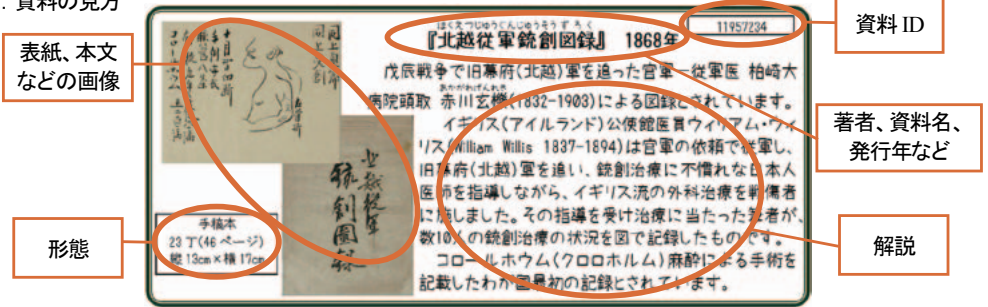 資料の見方
表紙、本文
などの画像
形態
手稿本
23丁(46ページ)
縦13cm×横17cm
北越従軍
銃創図録
ほくえつじゅうぐんじゅうそうずろく
『北越従軍銃創図録』 1868年
11957234
戊辰戦争で旧幕府(北越)軍を追った官軍一従軍医 柏崎大
あかがわげんれき
病院頭取 赤川玄櫟(1832-1903)による図録とされています。
イギリス(アイルランド)公使館医員ウィリアム・ウィ
リス(William Willis 1837-1894)は官軍の依頼で従軍し、
旧幕府(北越)軍を追い、銃創治療に不慣れな日本人
医師を指導しながら、イギリス流の外科治療を戦傷者
に施しました。その指導を受け治療に当たった筆者が、
数10人の銃創治療の状況を図で記録したものです。
コロールホウム(クロロホルム)麻酔による手術を
記載したわが国最初の記録とされています。
資料ID
著者、資料名、
発行年など
解説